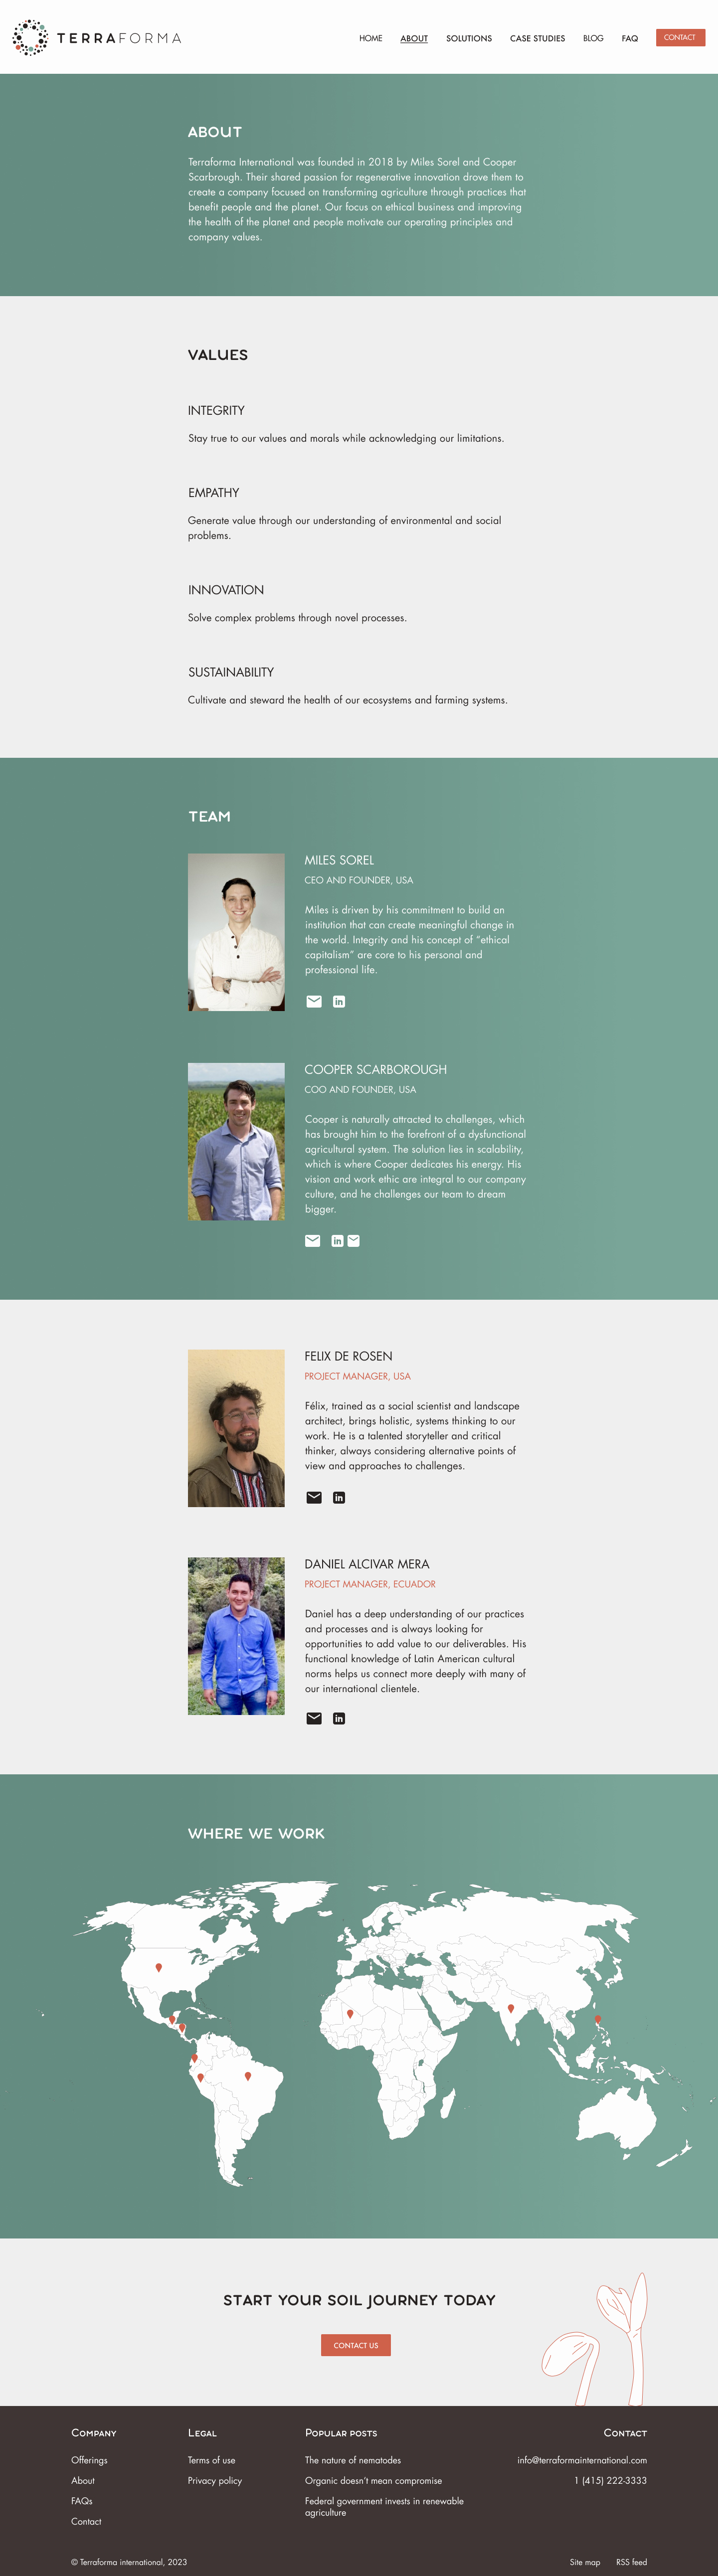 TERRAFORMA
HOME ABOUT SOLUTIONS CASE STUDIES BLOG FAQ CONTACT
ABOUT
Terraforma International was founded in 2018 by Miles Sorel and Cooper
Scarbrough. Their shared passion for regenerative innovation drove them to
create a company focused on transforming agriculture through practices that
benefit people and the planet. Our focus on ethical business and improving
the health of the planet and people motivate our operating principles and
company values.
VALUES
INTEGRITY
Stay true to our values and morals while acknowledging our limitations.
EMPATHY
Generate value through our understanding of environmental and social
problems.
INNOVATION
Solve complex problems through novel processes.
SUSTAINABILITY
Cultivate and steward the health of our ecosystems and farming systems.
TEAM
MILES SOREL
CEO AND FOUNDER, USA
Miles is driven by his commitment to build an
institution that can create meaningful change in
the world. Integrity and his concept of “ethical
capitalism” are core to his personal and
professional life.
in
COOPER SCARBOROUGH
COO AND FOUNDER, USA
Cooper is naturally attracted to challenges, which
has brought him to the forefront of a dysfunctional
agricultural system. The solution lies in scalability,
which is where Cooper dedicates his energy. His
vision and work ethic are integral to our company
culture, and he challenges our team to dream
bigger.
in
FELIX DE ROSEN
PROJECT MANAGER, USA
Félix, trained as a social scientist and landscape
architect, brings holistic, systems thinking to our
work. He is a talented storyteller and critical
thinker, always considering alternative points of
view and approaches to challenges.
in
DANIEL ALCIVAR MERA
PROJECT MANAGER, ECUADOR
Daniel has a deep understanding of our practices
and processes and is always looking for
opportunities to add value to our deliverables. His
functional knowledge of Latin American cultural
norms helps us connect more deeply with many of
our international clientele.
in
WHERE WE WORK
START YOUR SOIL JOURNEY TODAY
CONTACT US
Company
Offerings
About
FAQs
Contact
Legal
Terms of use
Privacy policy
Popular posts
The nature of nematodes
Organic doesn’t mean compromise
Federal government invests in renewable
agriculture
Contact
info@terraformainternational.com
1 (415) 222-3333
© Terraforma international, 2023
Site map RSS feed